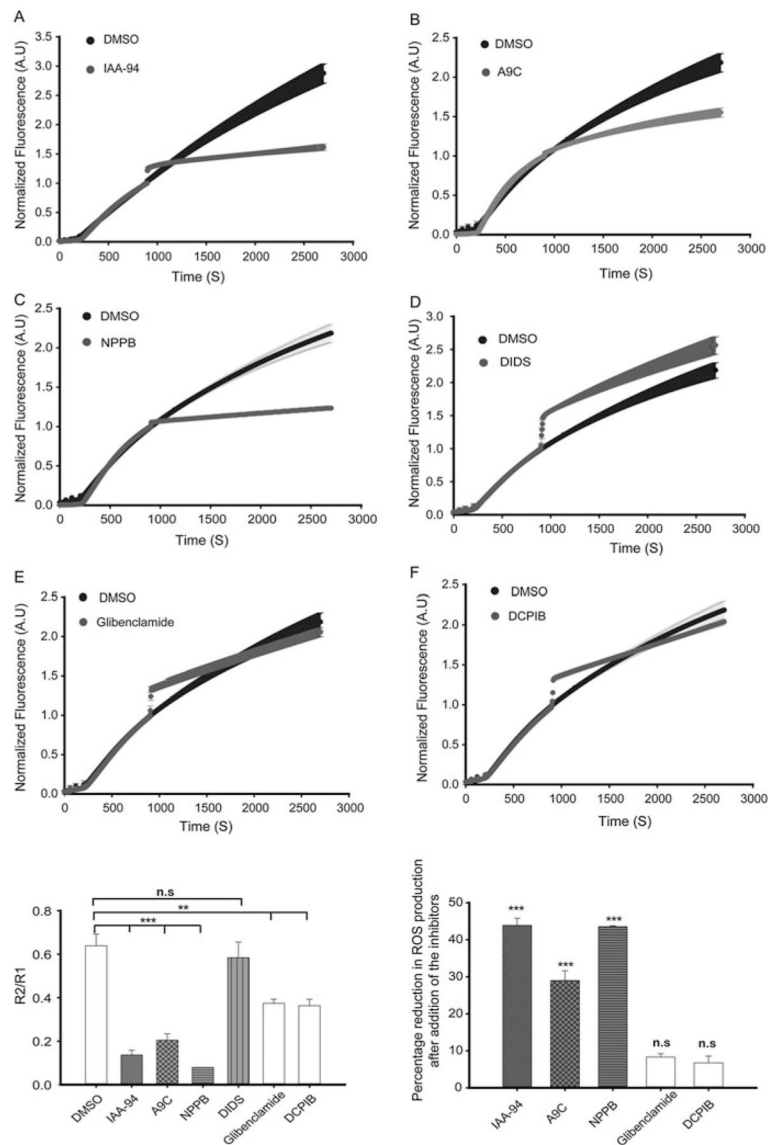 A
DMSO
IAA-94
Normalized Fluorescence (A.U)
3.5
3.0
2.5
2.0
1.5
1.0
0.5
0.0
0 500 1000 1500 2000 2500 3000
Time (S)
B
DMSO
A9C
Normalized Fluorescence (A.U)
2.5
2.0
1.5
1.0
0.5
0.0
0 500 1000 1500 2000 2500 3000
Time (S)
C
DMSO
NPPB
Normalized Fluorescence (A.U)
2.5
2.0
1.5
1.0
0.5
0.0
0 500 1000 1500 2000 2500 3000
Time (S)
D
DMSO
DIDS
Normalized Fluorescence (A.U)
3.0
2.5
2.0
1.5
1.0
0.5
0.0
0 500 1000 1500 2000 2500 3000
Time (S)
E
DMSO
Glibenclamide
Normalized Fluorescence (A.U)
2.5
2.0
1.5
1.0
0.5
0.0
0 500 1000 1500 2000 2500 3000
Time (S)
F
DMSO
DCPIB
Normalized Fluorescence (A.U)
2.5
2.0
1.5
1.0
0.5
0.0
0 500 1000 1500 2000 2500 3000
Time (S)
n.s
**
***
R2/R1
0.8
0.6
0.4
0.2
0.0
DMSO IAA-94 A9C NPPB DIDS Glibenclamide DCPIB
Percentage reduction in ROS production
after addition of the inhibitors
50
40
30
20
10
0
*** *** *** n.s n.s
IAA-94 A9C NPPB Glibenclamide DCPIB